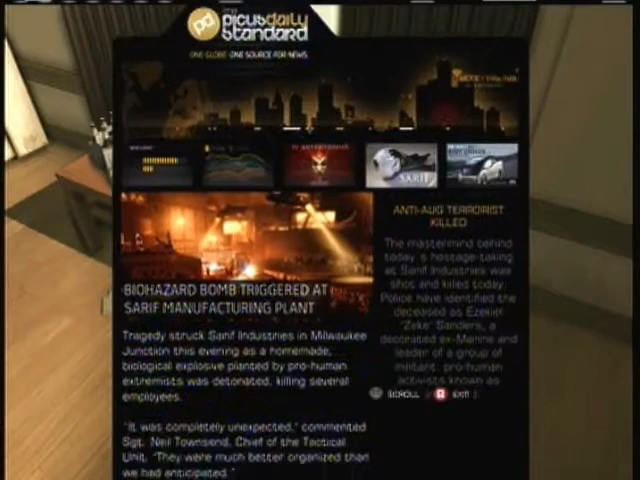 the
picusdaily
standard
ONE GLOBE ONE SOURCE FOR NEWS.
SARIF
BIOHAZARD BOMB TRIGGERED AT
SARIF MANUFACTURING PLANT
Tragedy struck Sarif Industries in Milwaukee
Junction this evening as a homemade,
biological explosive planted by pro-human
extremists was detonated, killing several
employees.
"It was completely unexpected," commented
Sgt. Neil Townsend, Chief of the Tactical
Unit. "They were much better organized than
we had anticipated."
ANTI-AUG TERRORIST
KILLED
The mastermind behind
today's hostage-taking
at Sarif Industries was
shot and killed today.
Police have identified the
deceased as Ezekiel
"Zeke" Sanders, a
decorated ex-Marine and
leader of a group of
militant, pro-human
activists known as
SCROLL
EXIT